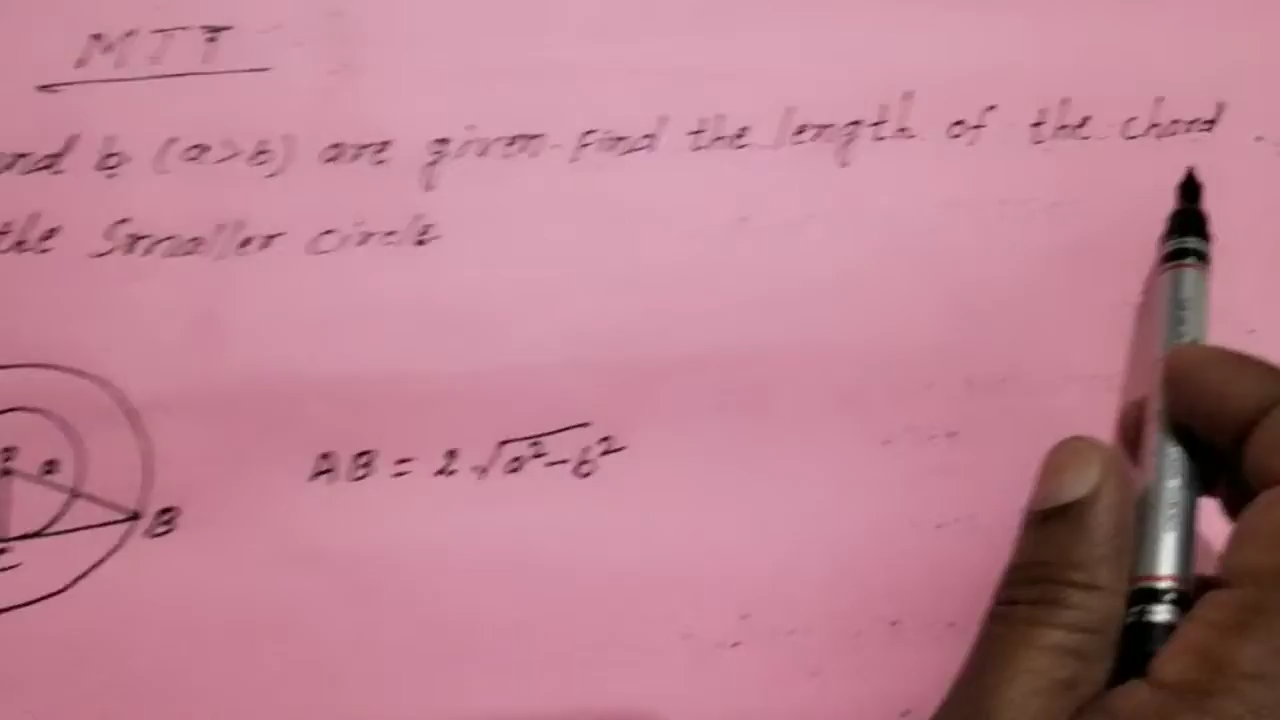 MTT
and b (a>b) are given. Find the length of the chord
the Smaller circle
a
B
AB = 2√a²-b²